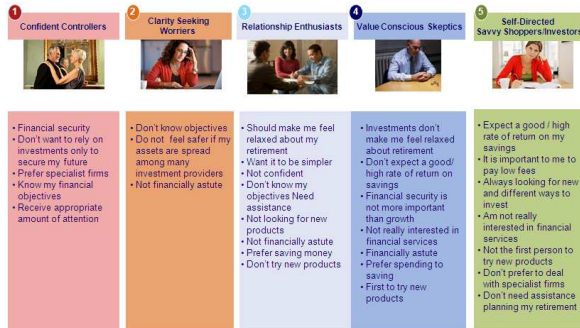 1
Confident Controllers
2
Clarity Seeking
Worriers
3
Relationship Enthusiasts
4
Value Conscious Skeptics
5
Self-Directed
Savvy Shoppers/Investors
• Financial security
• Don't want to rely on
investments only to
secure my future
• Prefer specialist firms
• Know my financial
objectives
• Receive appropriate
amount of attention
• Don't know objectives
• Do not feel safer if my
assets are spread
among many
investment providers
• Not financially astute
• Should make me feel
relaxed about my
retirement
• Want it to be simpler
• Not confident
• Don't know my
objectives Need
assistance
• Not looking for new
products
• Not financially astute
• Prefer saving money
• Don't try new products
• Investments don't
make me feel relaxed
about retirement
• Don't expect a good/
high rate of return on
savings
• Financial security is
not more important
than growth
• Not really interested in
financial services
• Financially astute
• Prefer spending to
saving
• First to try new
products
• Expect a good / high
rate of return on my
savings
• It is important to me to
pay low fees
• Always looking for new
and different ways to
invest
• Am not really
interested in financial
services
• Not the first person to
try new products
• Don't prefer to deal
with specialist firms
• Don't need assistance
planning my retirement